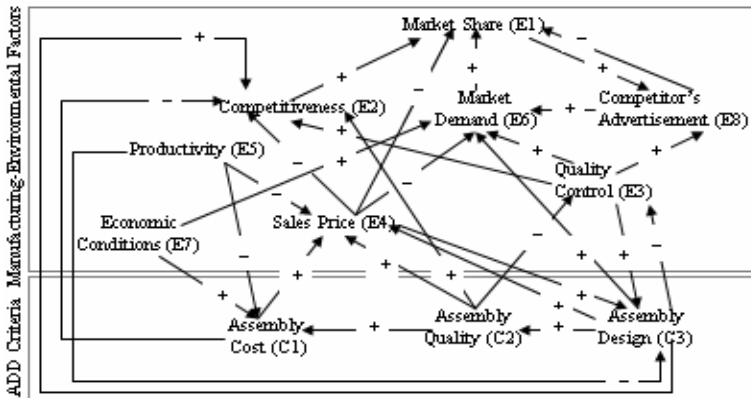 Manufacturing-Environmental Factors
ADD Criteria
Market Share (E1)
Competitiveness (E2)
Market
Demand (E6)
Competitor's
Advertisement (E8)
Productivity (E5)
Quality
Control (E3)
Economic
Conditions (E7)
Sales Price (E4)
Assembly
Cost (C1)
Assembly
Quality (C2)
Assembly
Design (C3)